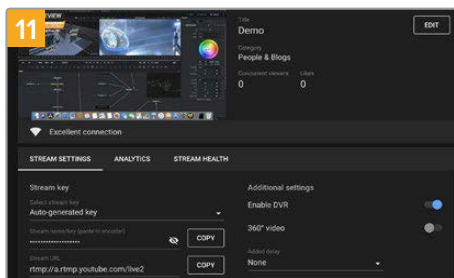 11
Title
Demo
EDIT
Category
People & Blogs
Concurrent viewers Likes
0 0
Excellent connection
STREAM SETTINGS ANALYTICS STREAM HEALTH
Stream key
Additional settings
Select stream key
Auto-generated key
Enable DVR
Stream name/key (paste in encoder)
COPY
360° video
Stream URL
rtmp://a.rtmp.youtube.com/live2
COPY
Added delay
None